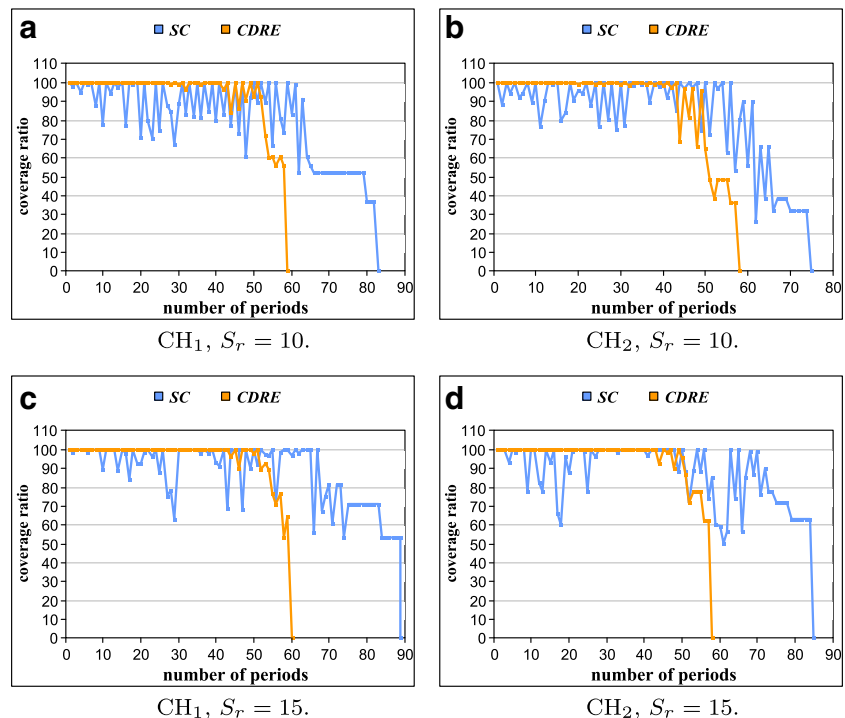 a
SC CDRE
110
100
90
80
70
60
50
40
30
20
10
0
coverage ratio
0 10 20 30 40 50 60 70 80 90
number of periods
CH1, Sr = 10.
b
SC CDRE
110
100
90
80
70
60
50
40
30
20
10
0
coverage ratio
0 10 20 30 40 50 60 70 80
number of periods
CH2, Sr = 10.
c
SC CDRE
110
100
90
80
70
60
50
40
30
20
10
0
coverage ratio
0 10 20 30 40 50 60 70 80 90
number of periods
CH1, Sr = 15.
d
SC CDRE
110
100
90
80
70
60
50
40
30
20
10
0
coverage ratio
0 10 20 30 40 50 60 70 80 90
number of periods
CH2, Sr = 15.